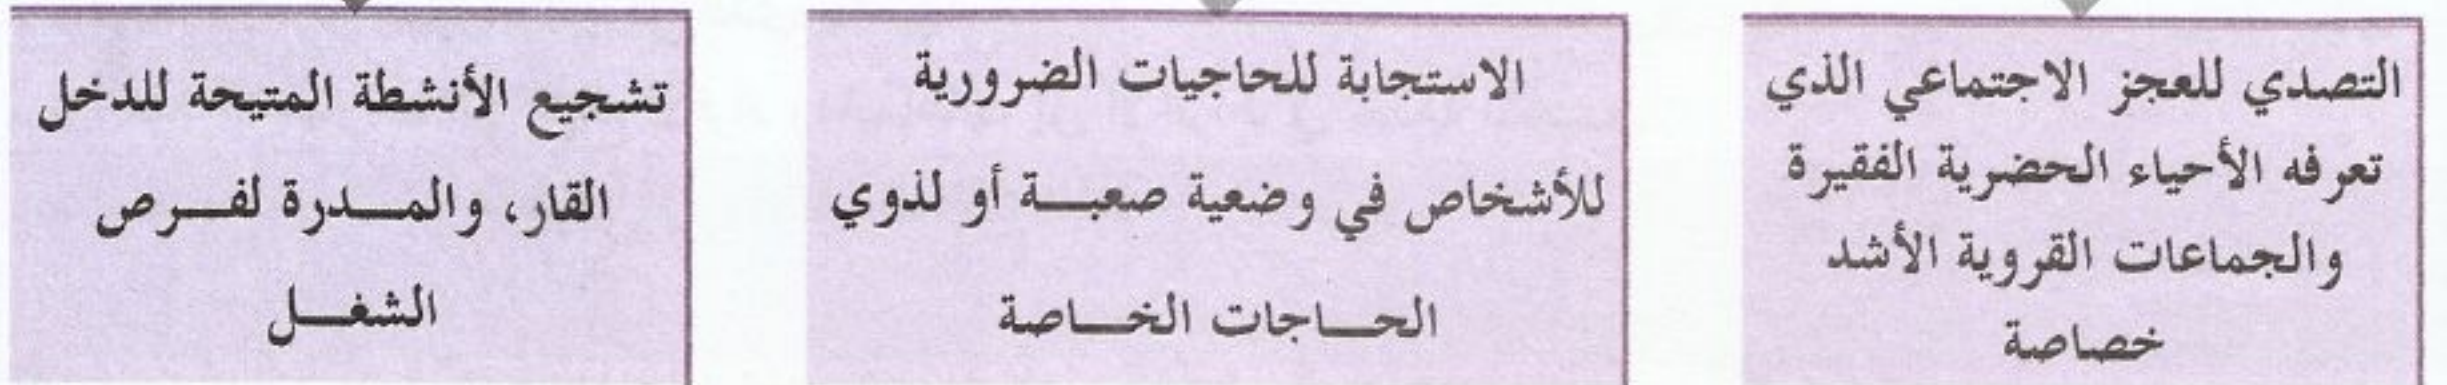 التصدي للعجز الاجتماعي الذي
تعرفه الأحياء الحضرية الفقيرة
والجماعات القروية الأشد
خصاصة
الاستجابة للحاجيات الضرورية
للأشخاص في وضعية صعبة أو لذوي
الحاجات الخاصة
تشجيع الأنشطة المتيحة للدخل
القار، والمدرة لفرص
الشغل